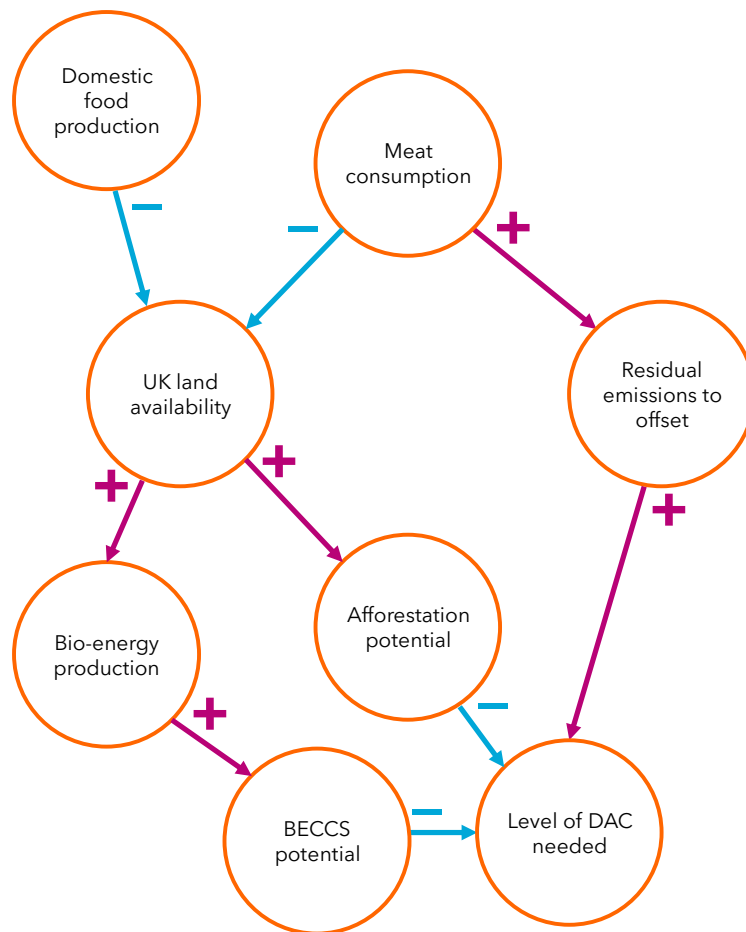 Domestic
food
production
Meat
consumption
−
−
+
UK land
availability
Residual
emissions to
offset
+
+
+
Bio-energy
production
Afforestation
potential
+
−
BECCS
potential
−
Level of DAC
needed